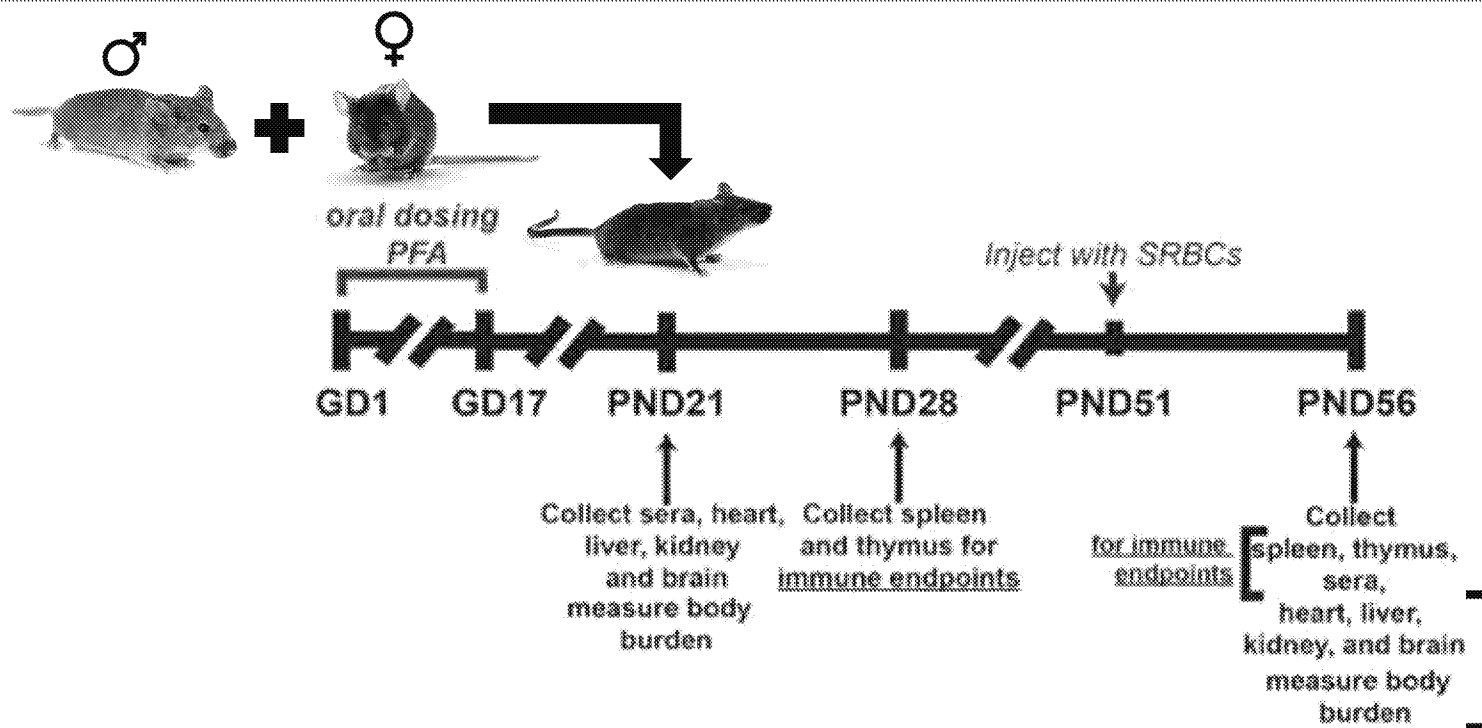 ♂
♀
oral dosing
PFA
Inject with SRBCs
GD1
GD17
PND21
PND28
PND51
PND56
Collect sera, heart,
liver, kidney
and brain
measure body
burden
Collect spleen
and thymus for
immune endpoints
for immune
endpoints
Collect
spleen, thymus,
sera,
heart, liver,
kidney, and brain
measure body
burden